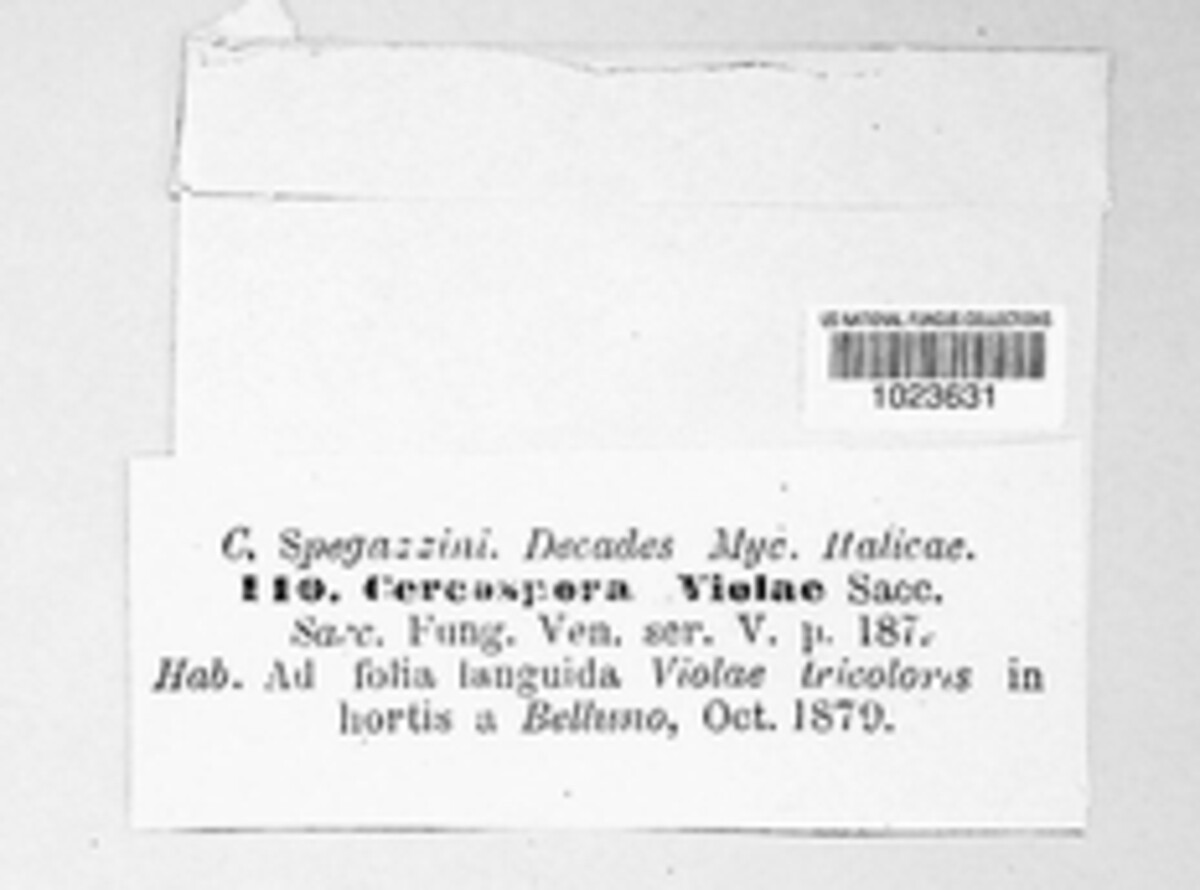 US NATIONAL FUNGUS COLLECTIONS
1023631
C. Spegazzini. Decades Myc. Italicae.
110. Cercospora Violae Sacc.
Sacc. Fung. Ven. ser. V. p. 187.
Hab. Ad folia languida Violae tricoloris in
hortis a Belluno, Oct. 1879.